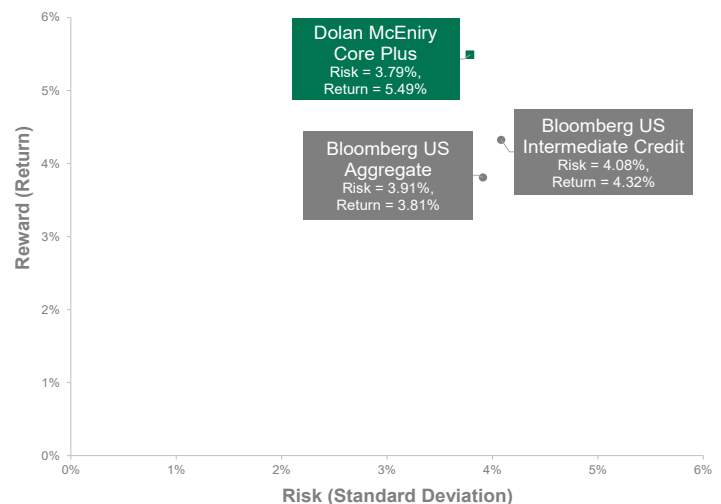 6%
5%
4%
3%
2%
1%
0%
Reward (Return)
Dolan McEniry
Core Plus
Risk = 3.79%,
Return = 5.49%
Bloomberg US
Aggregate
Risk = 3.91%,
Return = 3.81%
Bloomberg US
Intermediate Credit
Risk = 4.08%,
Return = 4.32%
0%
1%
2%
3%
4%
5%
6%
Risk (Standard Deviation)